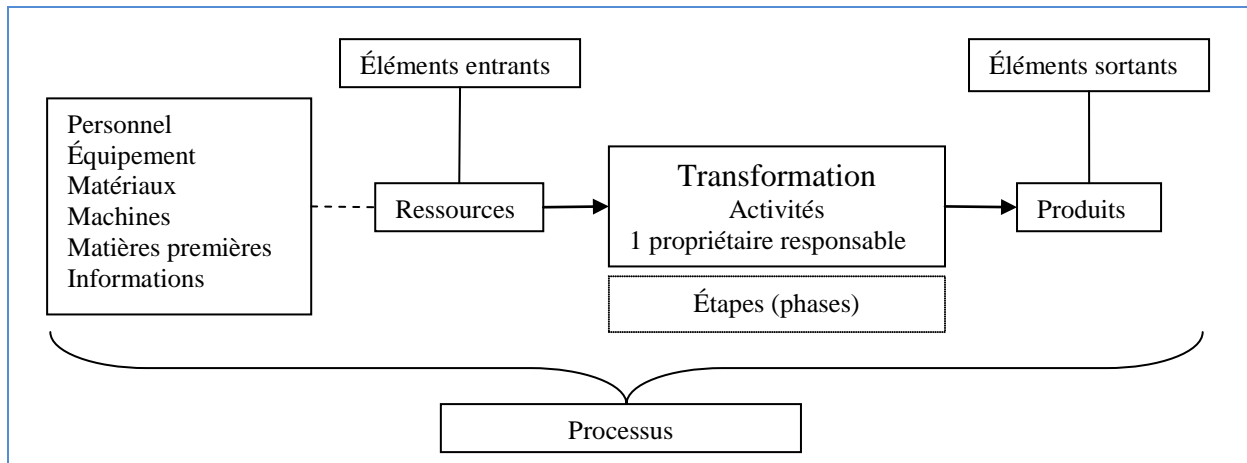 Éléments entrants
Éléments sortants
Personnel
Équipement
Matériaux
Machines
Matières premières
Informations
Ressources
Transformation
Activités
1 propriétaire responsable
Produits
Étapes (phases)
Processus